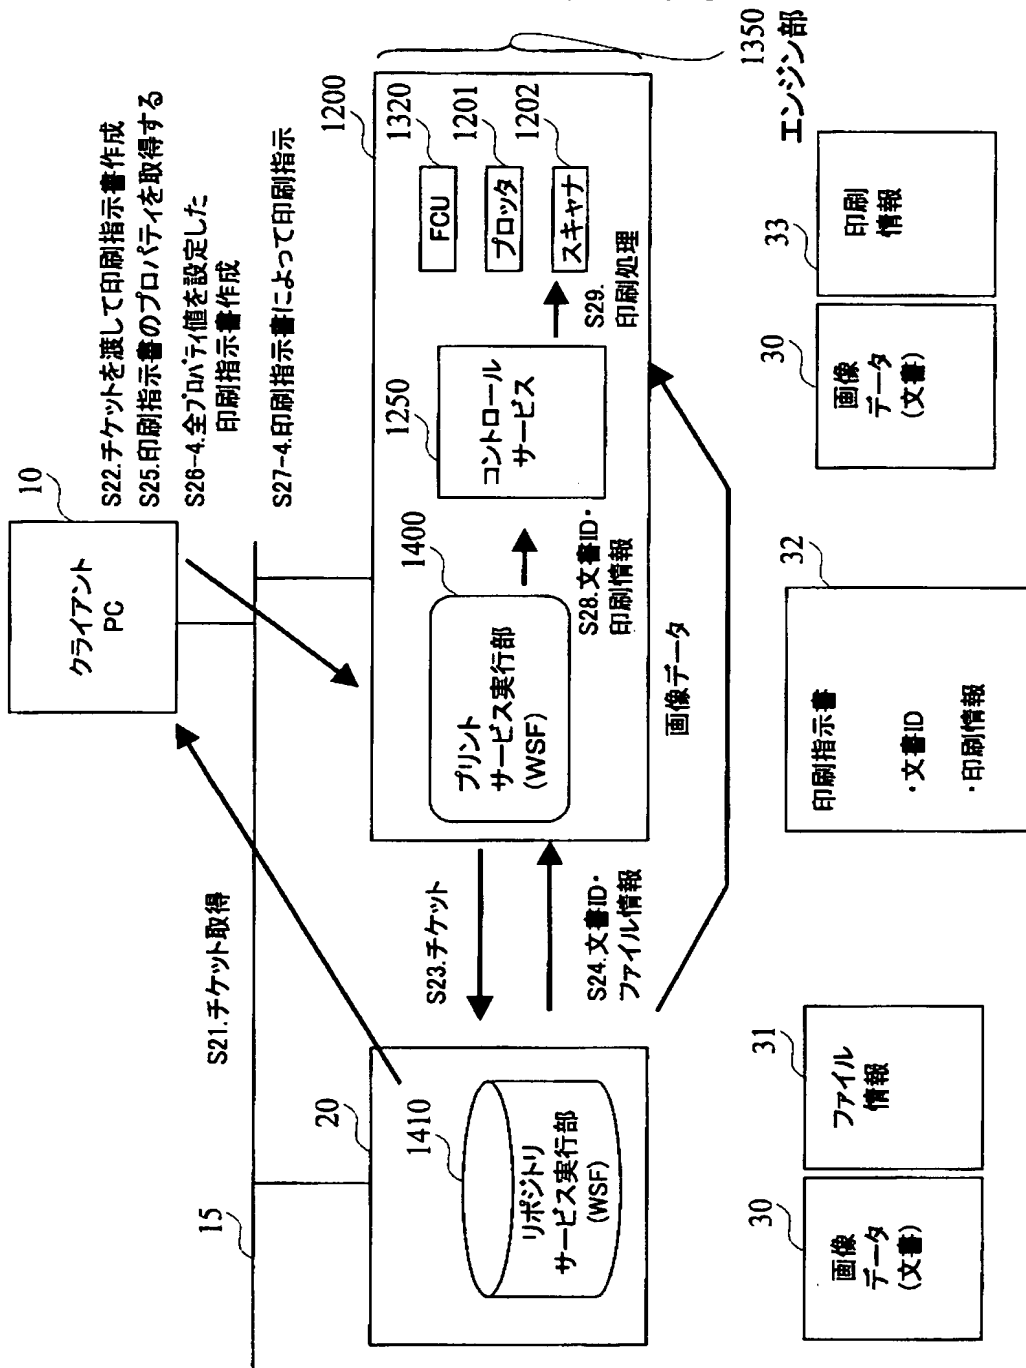 10
クライアント
PC
S22.チケットを渡して印刷指示書作成
S25.印刷指示書のプロパティを取得する
S26-4.全プロパティ値を設定した
印刷指示書作成
S27-4.印刷指示書によって印刷指示
15
S21.チケット取得
20
1410
リポジトリ
サービス実行部
(WSF)
S23.チケット
S24.文書ID・
ファイル情報
1200
1400
プリント
サービス実行部
(WSF)
S28.文書ID・
印刷情報
1250
コントロール
サービス
S29.
印刷処理
FCU
1320
プロッタ
1201
スキャナ
1202
1350
エンジン部
画像データ
30
画像
データ
(文書)
31
ファイル
情報
32
印刷指示書
・文書ID
・印刷情報
30
画像
データ
(文書)
33
印刷
情報